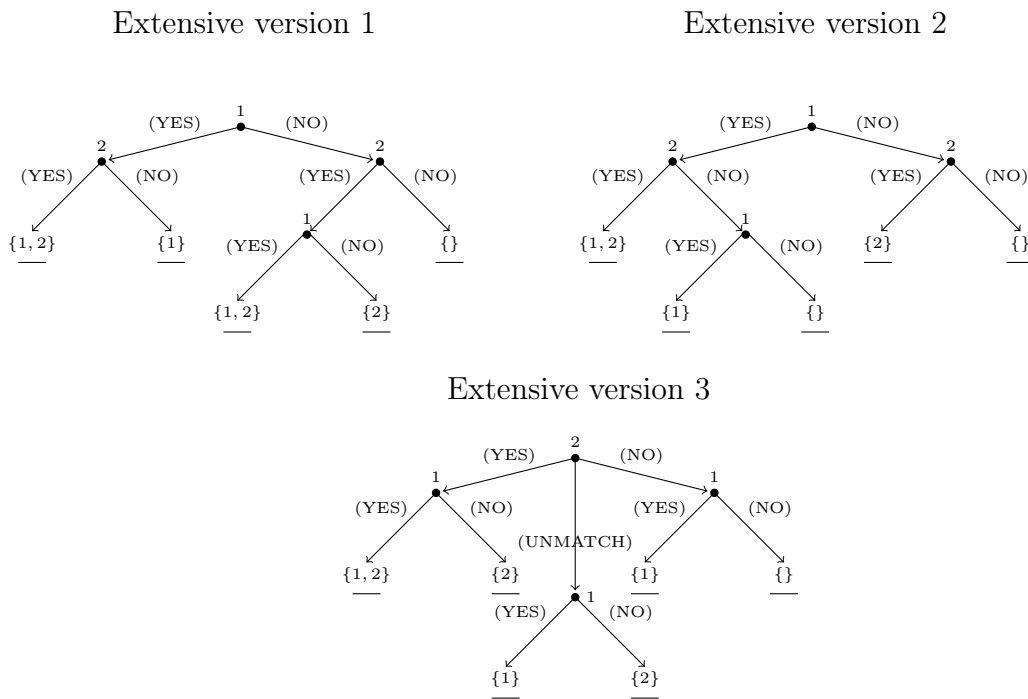 Extensive version 1
Extensive version 2
1
(YES)
(NO)
2
2
(YES)
(NO)
(YES)
(NO)
{1, 2}
{1}
1
{}
(YES)
(NO)
{1, 2}
{2}
1
(YES)
(NO)
2
2
(YES)
(NO)
(YES)
(NO)
{1, 2}
1
{2}
{}
(YES)
(NO)
{1}
{}
Extensive version 3
2
(YES)
(NO)
1
1
(YES)
(NO)
(YES)
(NO)
(UNMATCH)
{1, 2}
{2}
{1}
{}
1
(YES)
(NO)
{1}
{2}